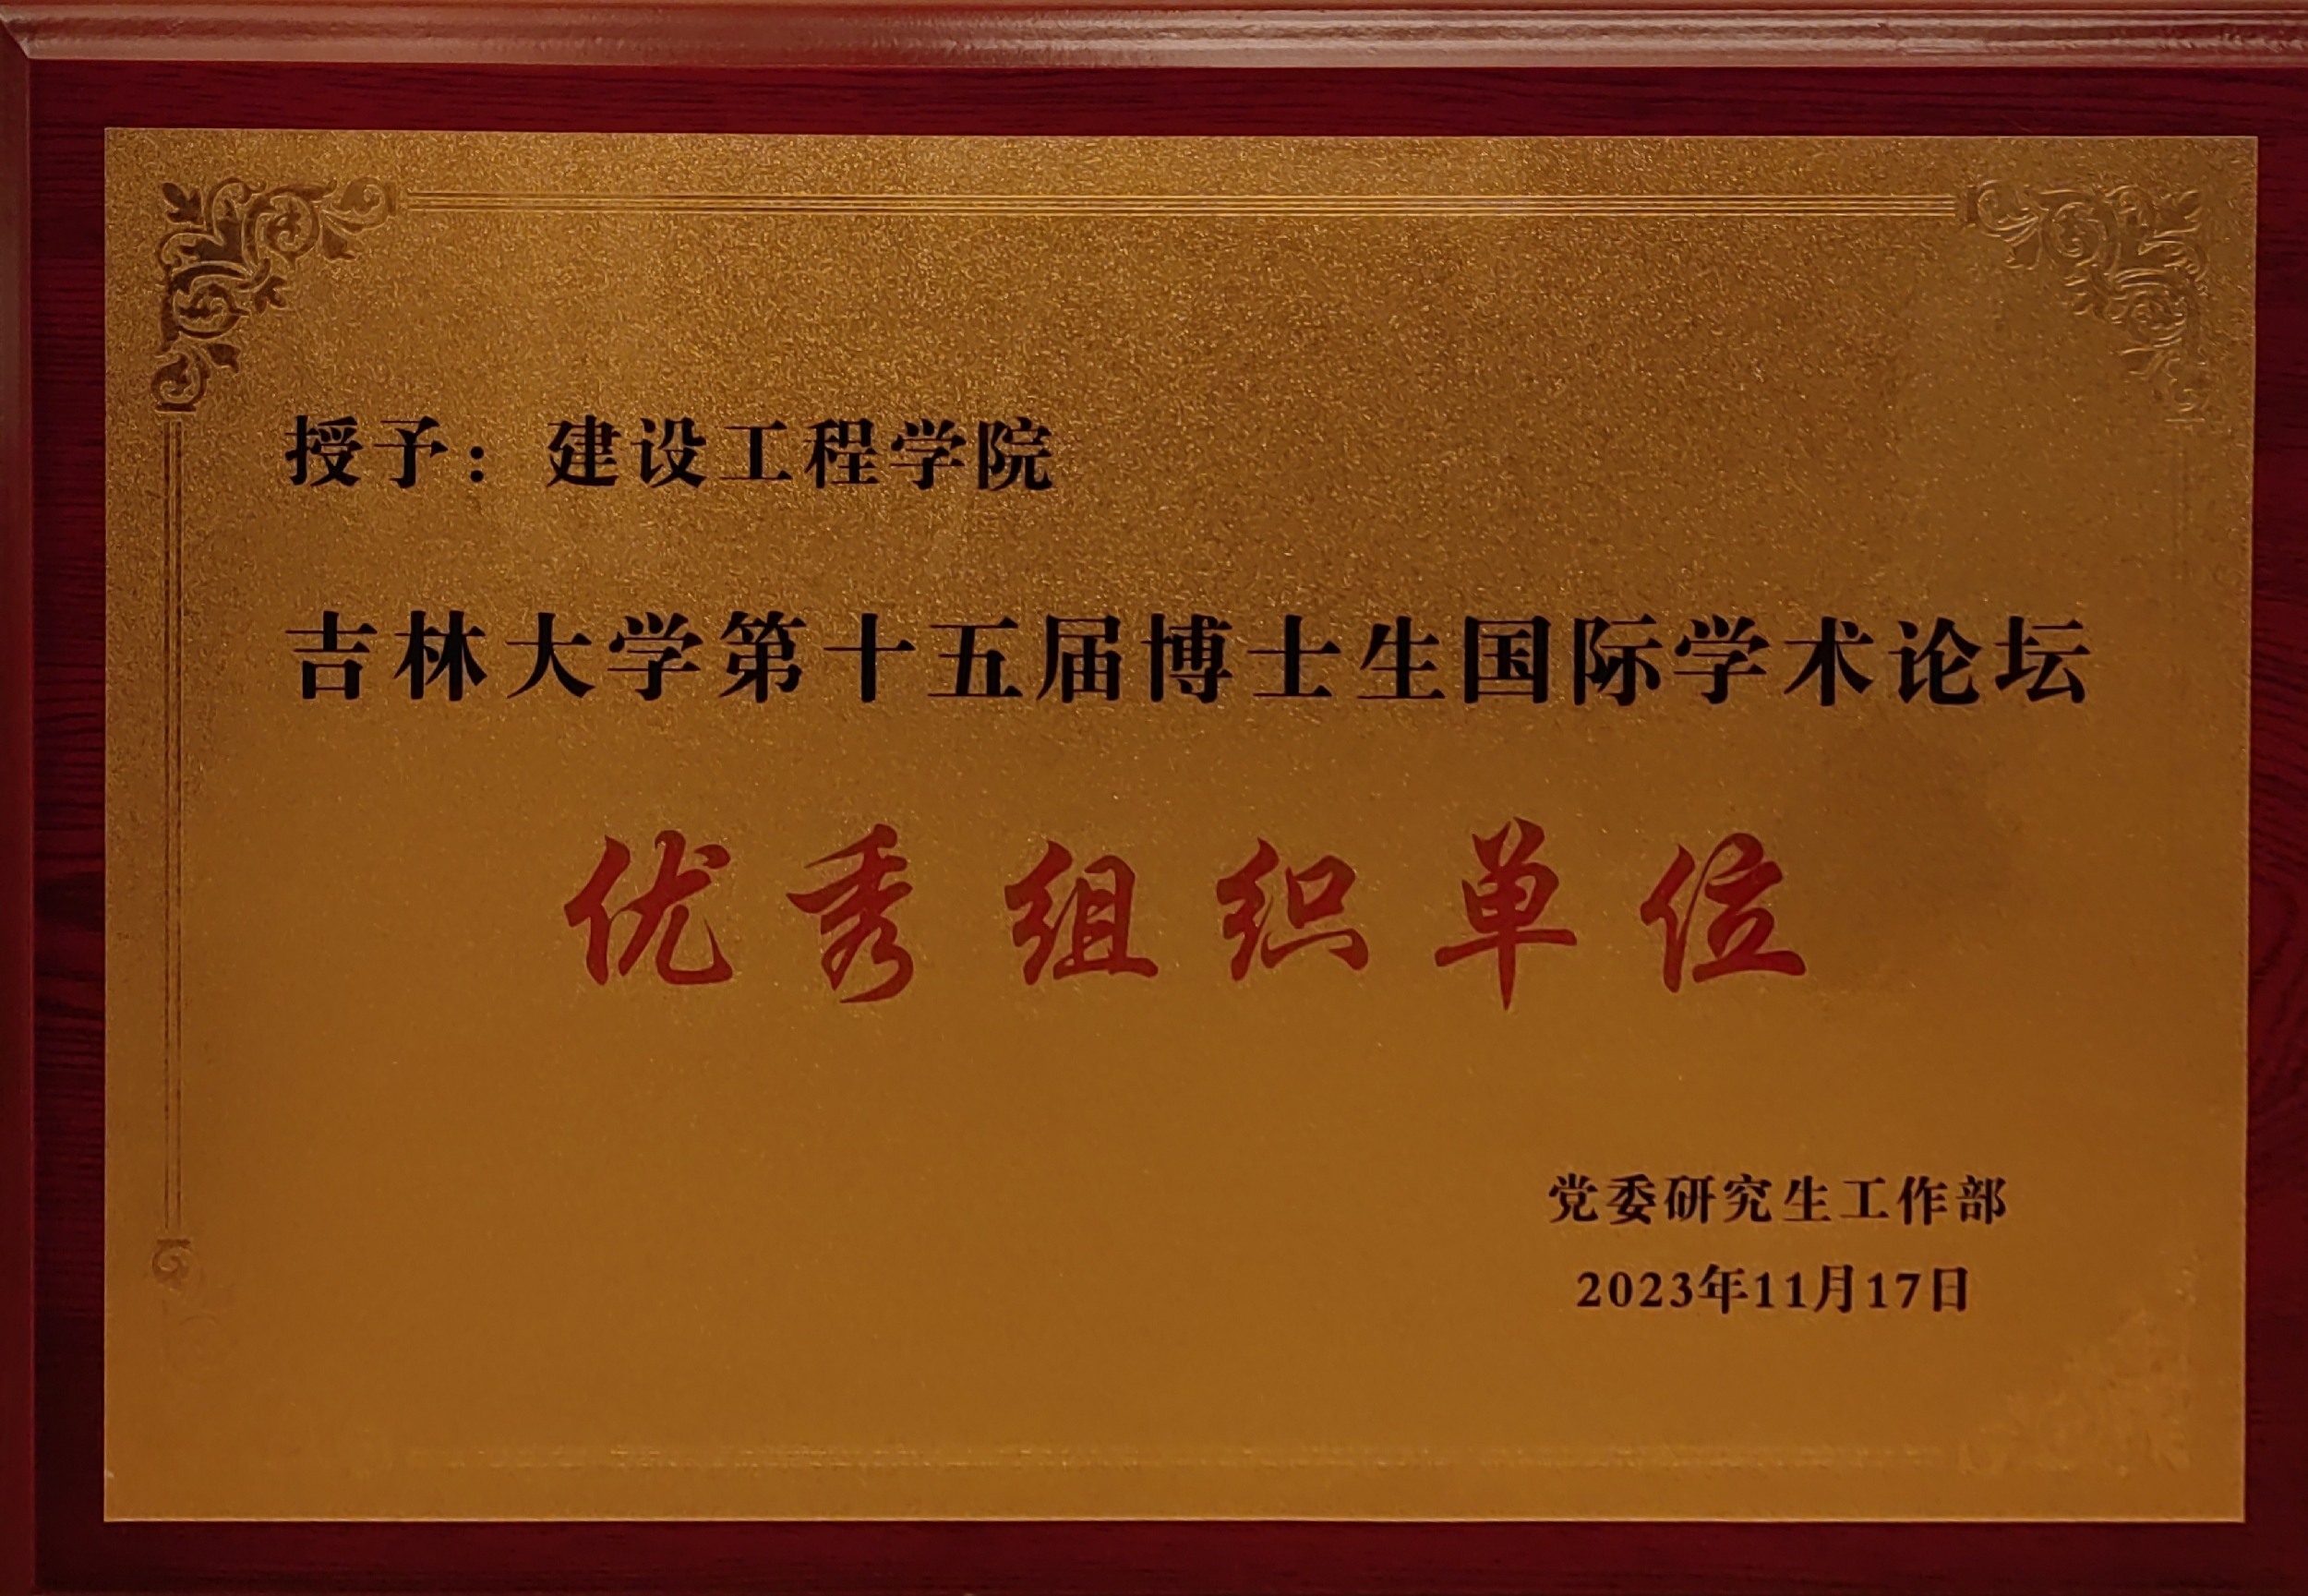 授予：建设工程学院
吉林大学第十五届博士生国际学术论坛
优秀组织单位
党委研究生工作部
2023年11月17日